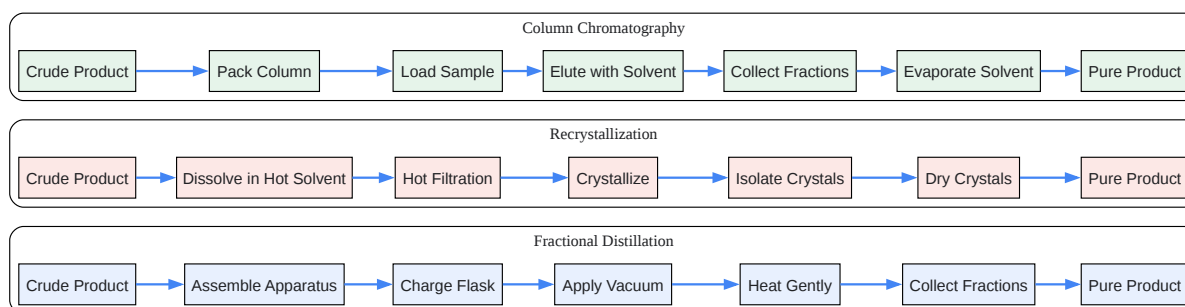 Column Chromatography
Crude Product
Pack Column
Load Sample
Elute with Solvent
Collect Fractions
Evaporate Solvent
Pure Product
Recrystallization
Crude Product
Dissolve in Hot Solvent
Hot Filtration
Crystallize
Isolate Crystals
Dry Crystals
Pure Product
Fractional Distillation
Crude Product
Assemble Apparatus
Charge Flask
Apply Vacuum
Heat Gently
Collect Fractions
Pure Product